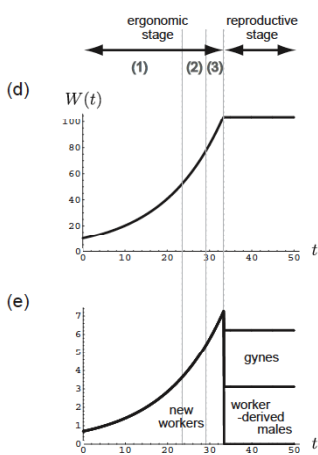 ergonomic reproductive
stage stage
(1) (2) (3)
(d)
W(t)
100
80
60
40
20
0
0 10 20 30 40 50 t
(e)
7
6
5
4
3
2
1
0
gynes
new
workers
worker
-derived
males
0 10 20 30 40 50 t